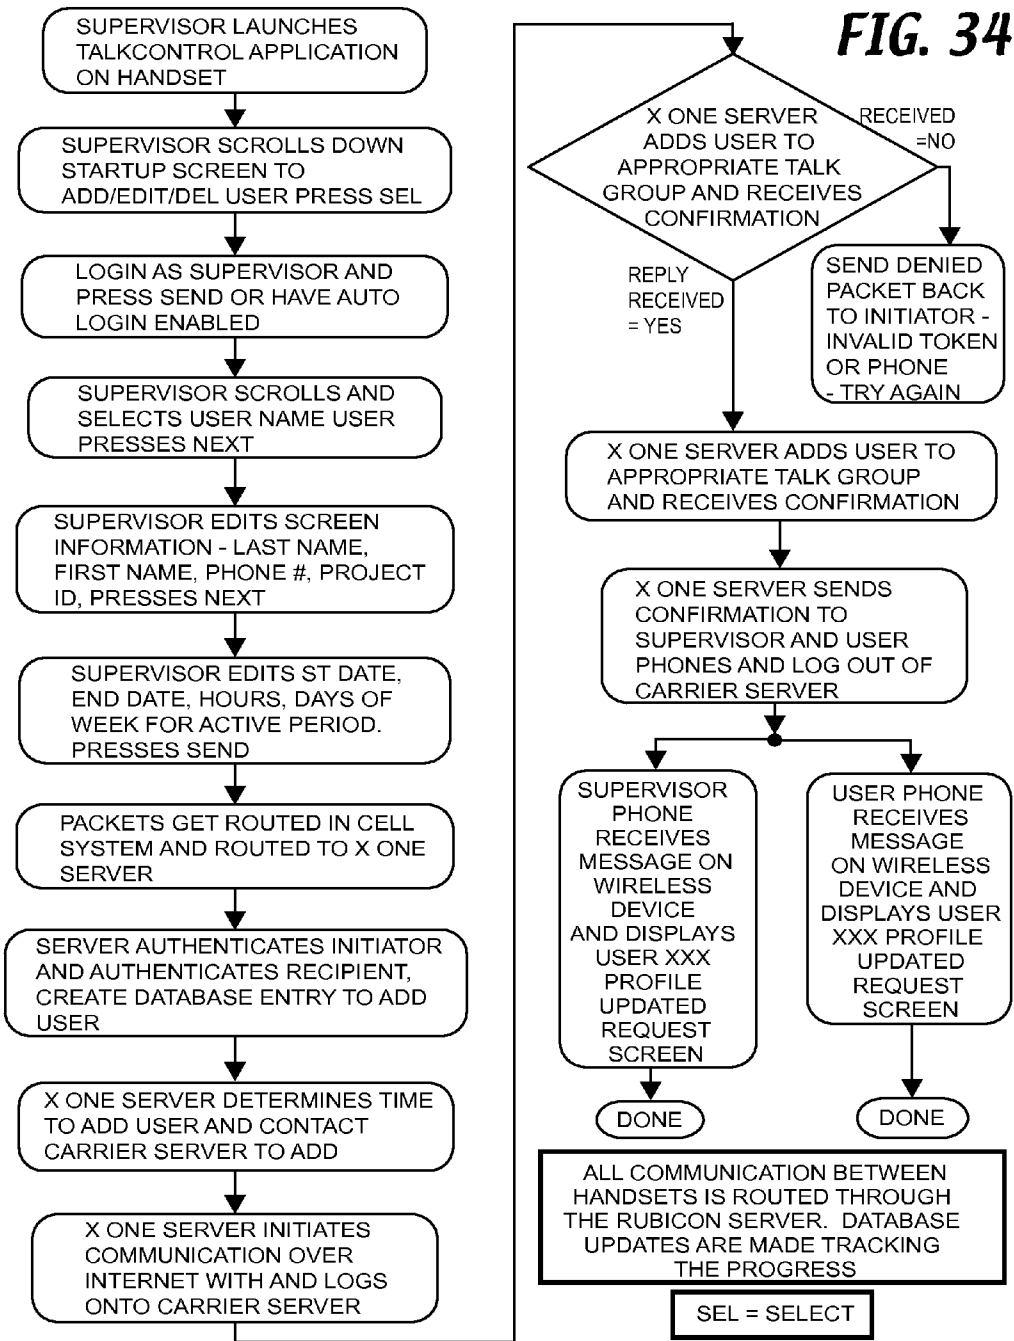 FIG. 34
SUPERVISOR LAUNCHES
TALKCONTROL APPLICATION
ON HANDSET
SUPERVISOR SCROLLS DOWN
STARTUP SCREEN TO
ADD/EDIT/DEL USER PRESS SEL
LOGIN AS SUPERVISOR AND
PRESS SEND OR HAVE AUTO
LOGIN ENABLED
SUPERVISOR SCROLLS AND
SELECTS USER NAME USER
PRESSES NEXT
SUPERVISOR EDITS SCREEN
INFORMATION - LAST NAME,
FIRST NAME, PHONE #, PROJECT
ID, PRESSES NEXT
SUPERVISOR EDITS ST DATE,
END DATE, HOURS, DAYS OF
WEEK FOR ACTIVE PERIOD.
PRESSES SEND
PACKETS GET ROUTED IN CELL
SYSTEM AND ROUTED TO X ONE
SERVER
SERVER AUTHENTICATES INITIATOR
AND AUTHENTICATES RECIPIENT,
CREATE DATABASE ENTRY TO ADD
USER
X ONE SERVER DETERMINES TIME
TO ADD USER AND CONTACT
CARRIER SERVER TO ADD
X ONE SERVER INITIATES
COMMUNICATION OVER
INTERNET WITH AND LOGS
ONTO CARRIER SERVER
X ONE SERVER
ADDS USER TO
APPROPRIATE TALK
GROUP AND RECEIVES
CONFIRMATION
RECEIVED
=NO
SEND DENIED
PACKET BACK
TO INITIATOR -
INVALID TOKEN
OR PHONE
- TRY AGAIN
REPLY
RECEIVED
= YES
X ONE SERVER ADDS USER TO
APPROPRIATE TALK GROUP
AND RECEIVES CONFIRMATION
X ONE SERVER SENDS
CONFIRMATION TO
SUPERVISOR AND USER
PHONES AND LOG OUT OF
CARRIER SERVER
SUPERVISOR
PHONE
RECEIVES
MESSAGE ON
WIRELESS
DEVICE
AND DISPLAYS
USER XXX
PROFILE
UPDATED
REQUEST
SCREEN
DONE
USER PHONE
RECEIVES
MESSAGE
ON WIRELESS
DEVICE AND
DISPLAYS USER
XXX PROFILE
UPDATED
REQUEST
SCREEN
DONE
ALL COMMUNICATION BETWEEN
HANDSETS IS ROUTED THROUGH
THE RUBICON SERVER. DATABASE
UPDATES ARE MADE TRACKING
THE PROGRESS
SEL = SELECT